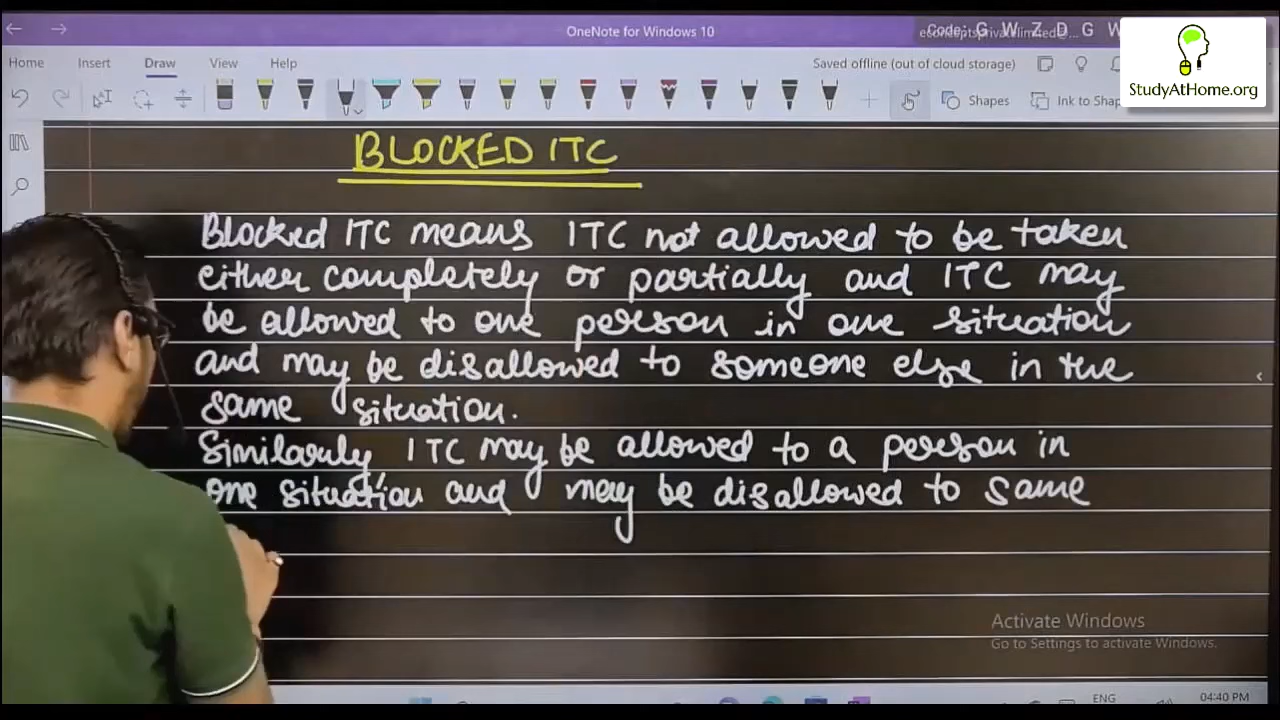 OneNote for Windows 10
Code: G W Z D G W
StudyAtHome.org
Home Insert Draw View Help
Saved offline (out of cloud storage)
Shapes
Ink to Shap
BLOCKED ITC
Blocked ITC means ITC not allowed to be taken
either completely or partially and ITC may
be allowed to one person in one situation
and may be disallowed to someone else in the
same situation.
Similarly, ITC may be allowed to a person in
one situation and may be disallowed to same
Activate Windows
Go to Settings to activate Windows.
ENG
04:40 PM